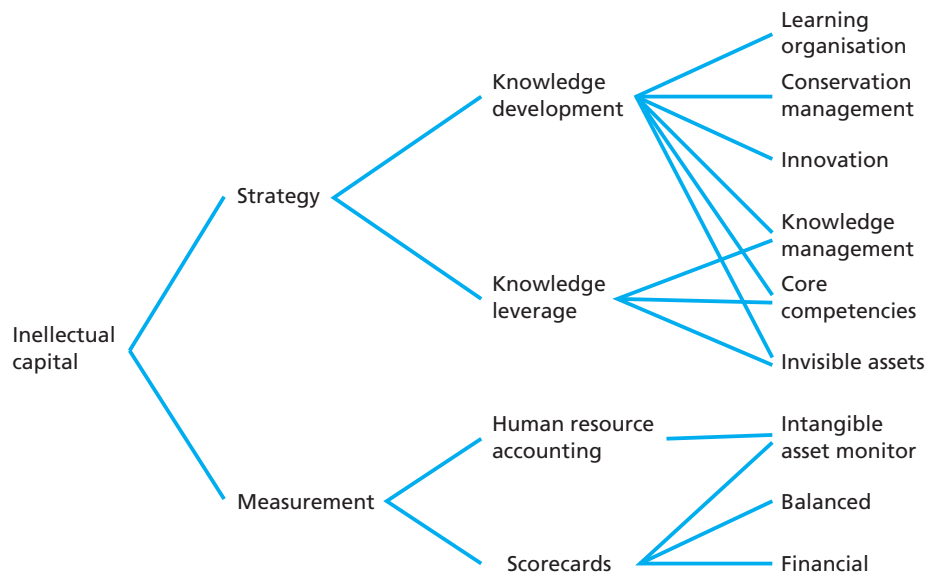 Learning
organisation
Knowledge
development
Conservation
management
Innovation
Strategy
Knowledge
management
Knowledge
leverage
Core
competencies
Inellectual
capital
Invisible assets
Human resource
accounting
Intangible
asset monitor
Measurement
Balanced
Scorecards
Financial